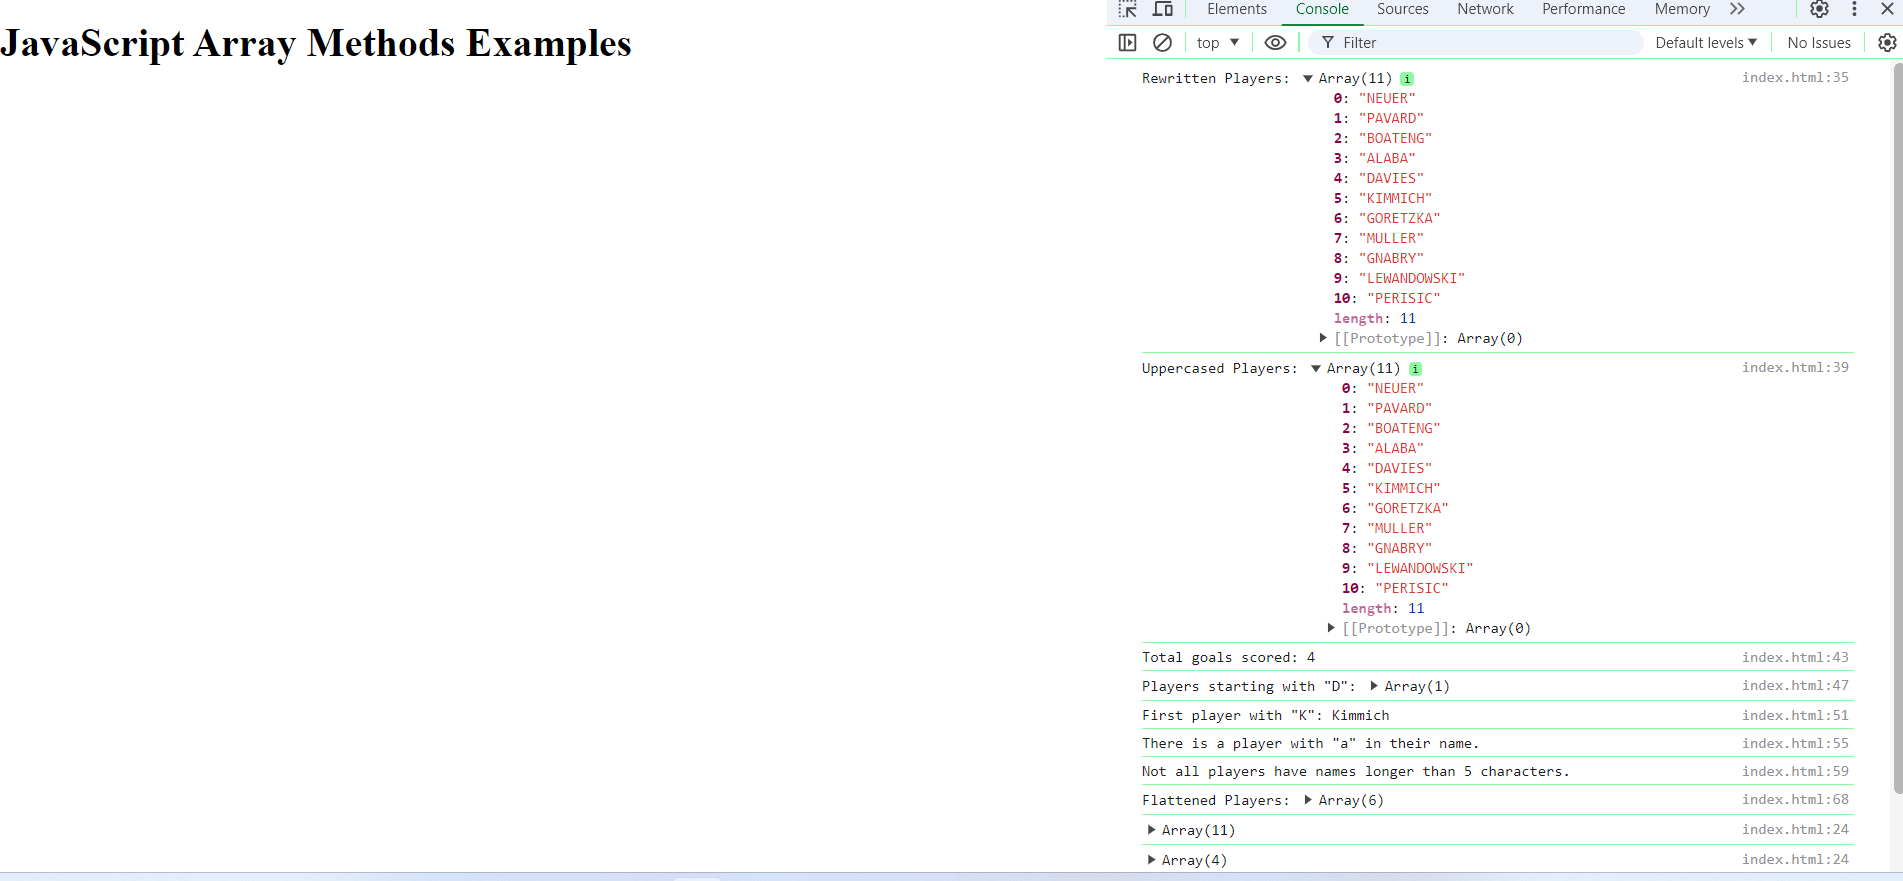 JavaScript Array Methods Examples
Elements Console Sources Network Performance Memory
top Filter Default levels No Issues
Rewritten Players: Array(11) i index.html:35
0: "NEUER"
1: "PAVARD"
2: "BOATENG"
3: "ALABA"
4: "DAVIES"
5: "KIMMICH"
6: "GORETZKA"
7: "MULLER"
8: "GNABRY"
9: "LEWANDOWSKI"
10: "PERISIC"
length: 11
[[Prototype]]: Array(0)
Uppercased Players: Array(11) i index.html:39
0: "NEUER"
1: "PAVARD"
2: "BOATENG"
3: "ALABA"
4: "DAVIES"
5: "KIMMICH"
6: "GORETZKA"
7: "MULLER"
8: "GNABRY"
9: "LEWANDOWSKI"
10: "PERISIC"
length: 11
[[Prototype]]: Array(0)
Total goals scored: 4 index.html:43
Players starting with "D": Array(1) index.html:47
First player with "K": Kimmich index.html:51
There is a player with "a" in their name. index.html:55
Not all players have names longer than 5 characters. index.html:59
Flattened Players: Array(6) index.html:68
Array(11) index.html:24
Array(4) index.html:24